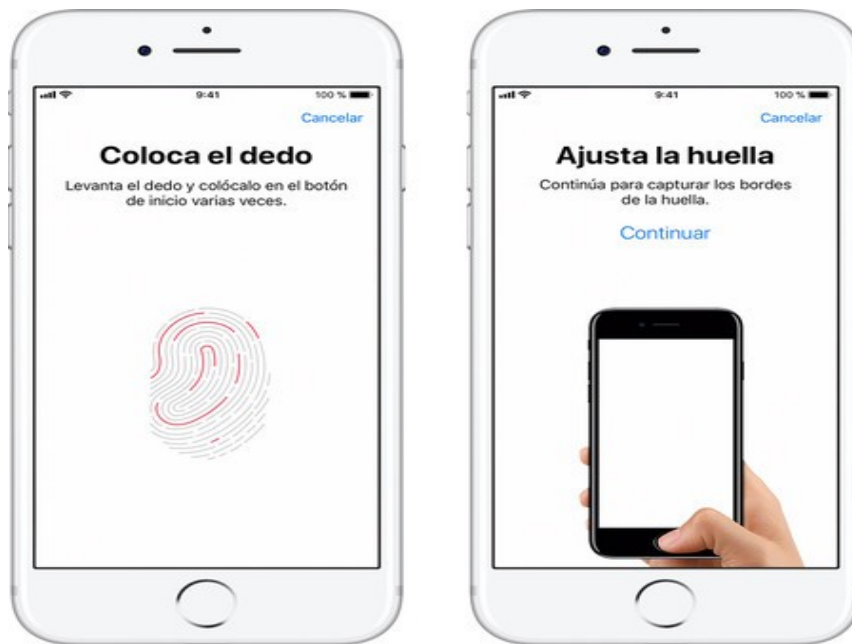 9:41
100 %
Cancelar
Coloca el dedo
Levanta el dedo y colócalo en el botón
de inicio varias veces.
9:41
100 %
Cancelar
Ajusta la huella
Continúa para capturar los bordes
de la huella.
Continuar